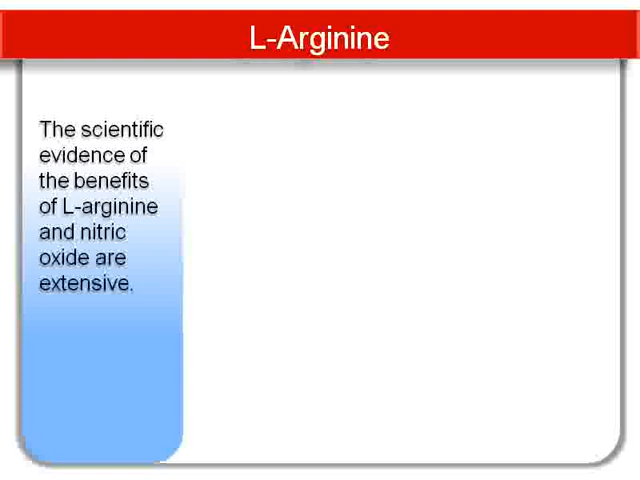 L-Arginine
The scientific
evidence of
the benefits
of L-arginine
and nitric
oxide are
extensive.